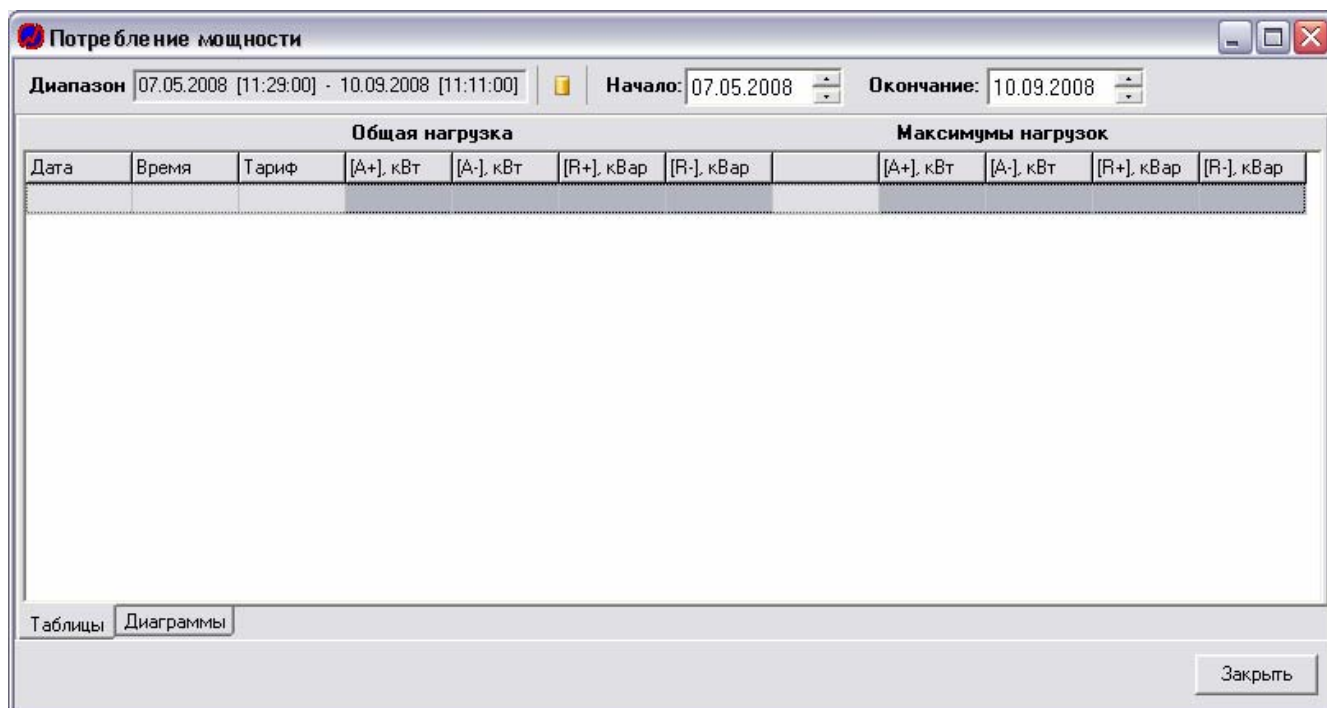 Потребление мощности
Диапазон 07.05.2008 [11:29:00] - 10.09.2008 [11:11:00] Начало: 07.05.2008 Окончание: 10.09.2008
Общая нагрузка Максимумы нагрузок
Дата Время Тариф [A+], кВт [A-], кВт [R+], кВар [R-], кВар [A+], кВт [A-], кВт [R+], кВар [R-], кВар
Таблицы Диаграммы
Закрыть